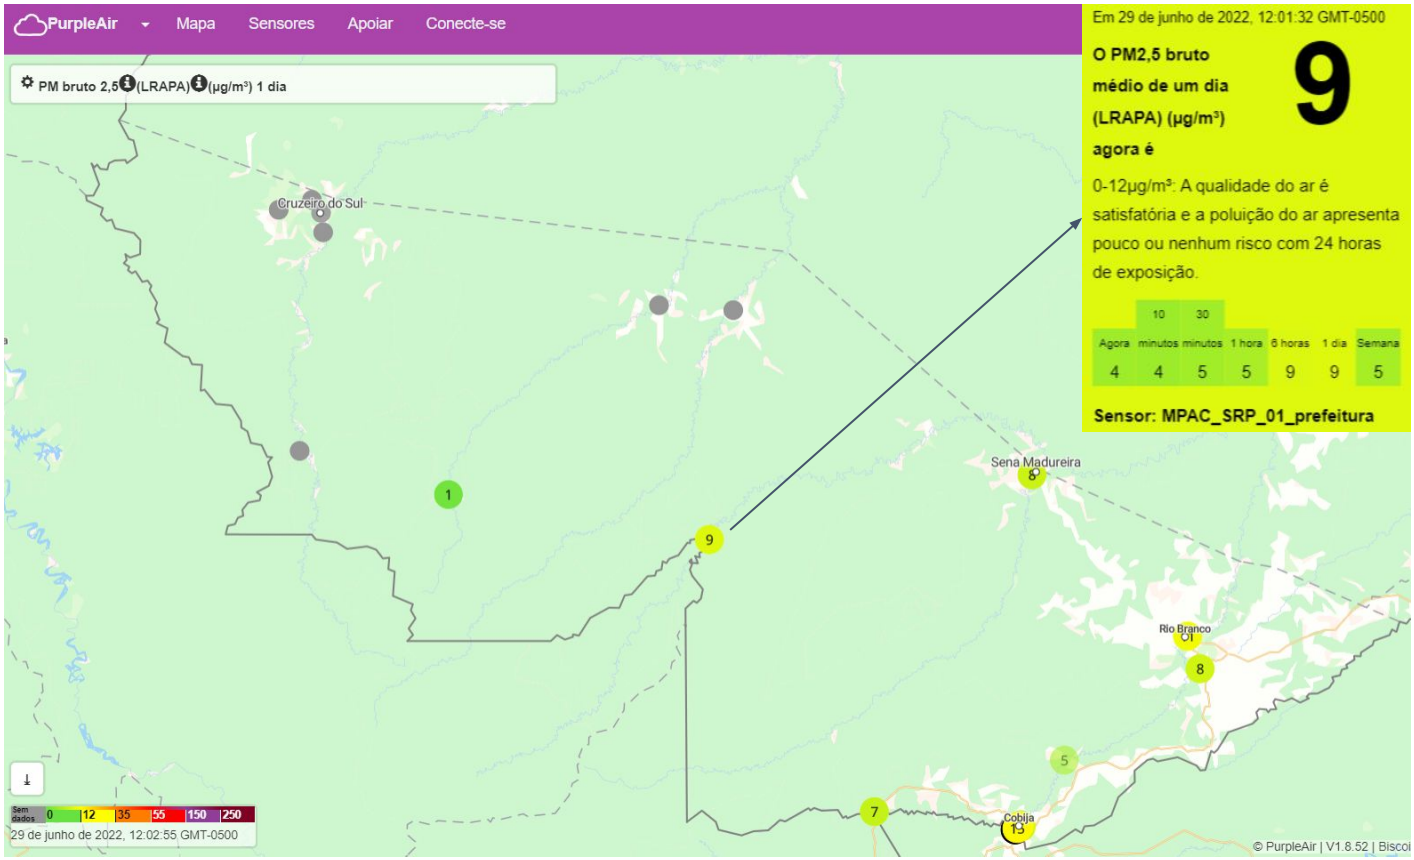 PurpleAir Mapa Sensores Apoiar Conecte-se
PM bruto 2,5 (LRAPA) (µg/m³) 1 dia
Em 29 de junho de 2022, 12:01:32 GMT-0500
O PM2,5 bruto
médio de um dia
(LRAPA) (µg/m³)
agora é
9
0-12µg/m³: A qualidade do ar é
satisfatória e a poluição do ar apresenta
pouco ou nenhum risco com 24 horas
de exposição.
10 30
Agora minutos minutos 1 hora 6 horas 1 dia Semana
4 4 5 5 9 9 5
Sensor: MPAC_SRP_01_prefeitura
Cruzeiro do Sul
Sena Madureira
8
1
9
Rio Branco
8
5
7
Cobija
13
Sem
dados 0 12 35 55 150 250
29 de junho de 2022, 12:02:55 GMT-0500
© PurpleAir | V1.8.52 | Biscoi